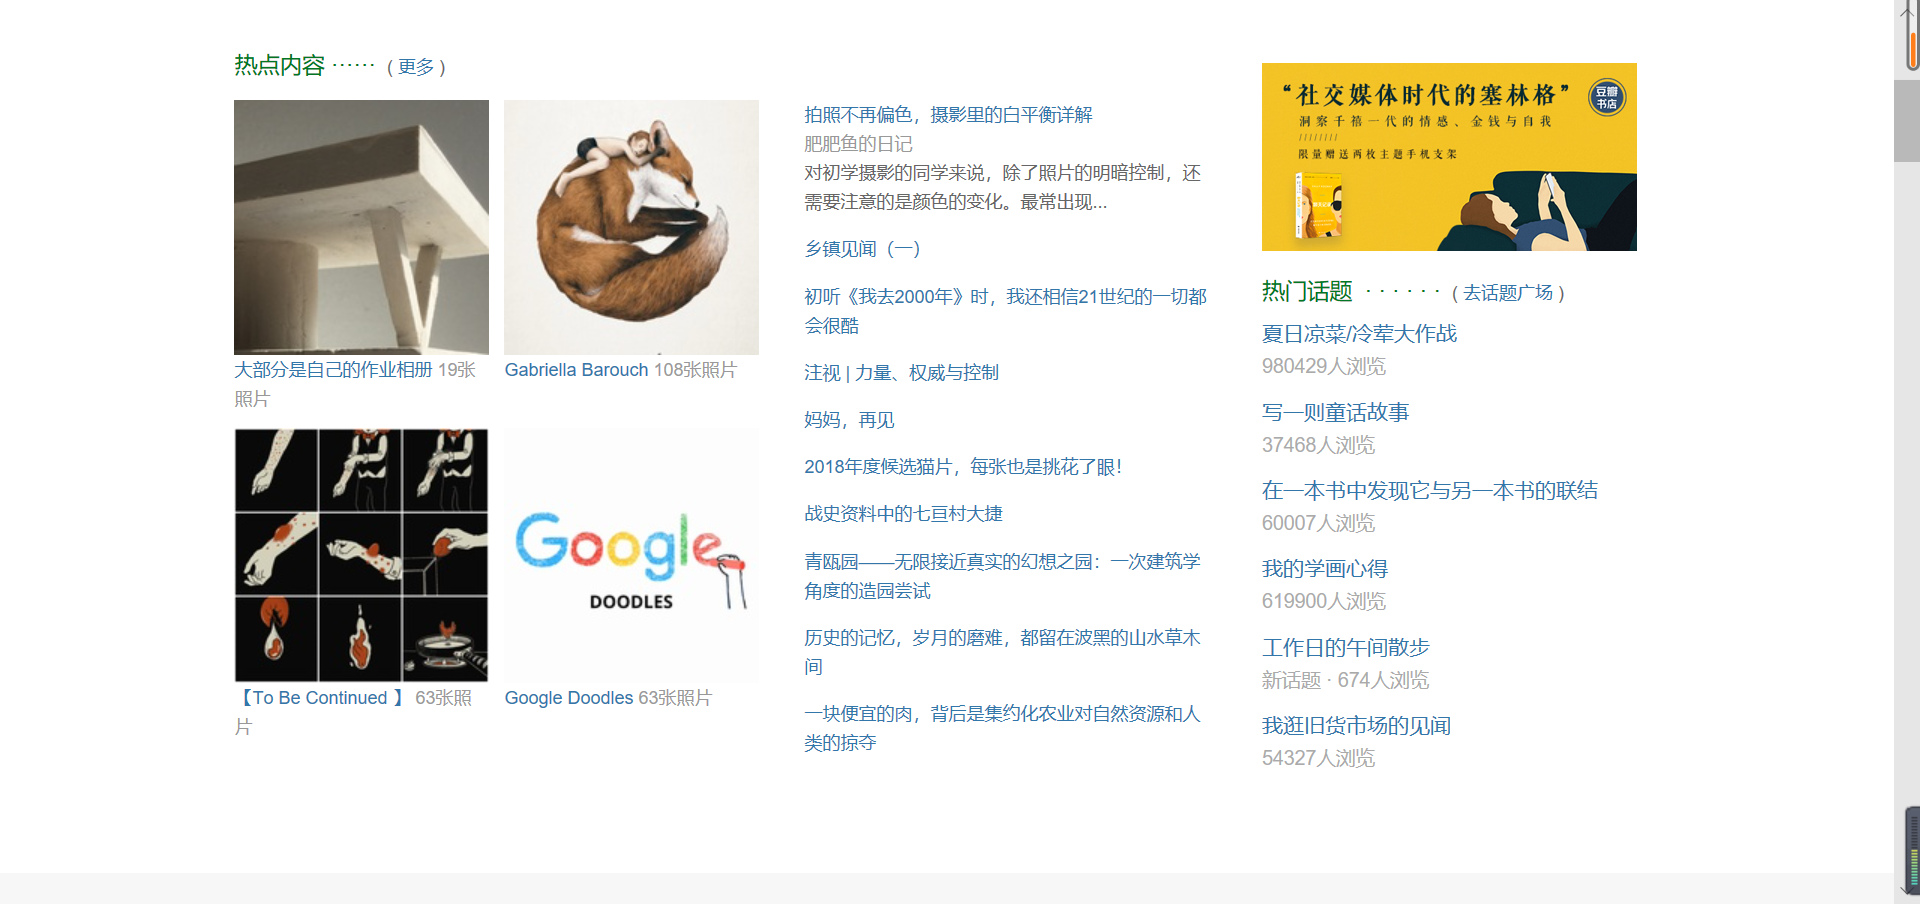 热点内容 ······ ( 更多 )
大部分是自己的作业相册 19张
照片
Gabriella Barouch 108张照片
Google
DOODLES
【To Be Continued 】 63张照
片
Google Doodles 63张照片
拍照不再偏色，摄影里的白平衡详解
肥肥鱼的日记
对初学摄影的同学来说，除了照片的明暗控制，还
需要注意的是颜色的变化。最常出现...
乡镇见闻（一）
初听《我去2000年》时，我还相信21世纪的一切都
会很酷
注视 | 力量、权威与控制
妈妈，再见
2018年度候选猫片，每张也是挑花了眼！
战史资料中的七亘村大捷
青瓯园——无限接近真实的幻想之园：一次建筑学
角度的造园尝试
历史的记忆，岁月的磨难，都留在波黑的山水草木
间
一块便宜的肉，背后是集约化农业对自然资源和人
类的掠夺
“社交媒体时代的塞林格”
豆瓣
书店
洞察千禧一代的情感、金钱与自我
////////
限量赠送两枚主题手机支架
热门话题 · · · · · · ( 去话题广场 )
夏日凉菜/冷荤大作战
980429人浏览
写一则童话故事
37468人浏览
在一本书中发现它与另一本书的联结
60007人浏览
我的学画心得
619900人浏览
工作日的午间散步
新话题 · 674人浏览
我逛旧货市场的见闻
54327人浏览